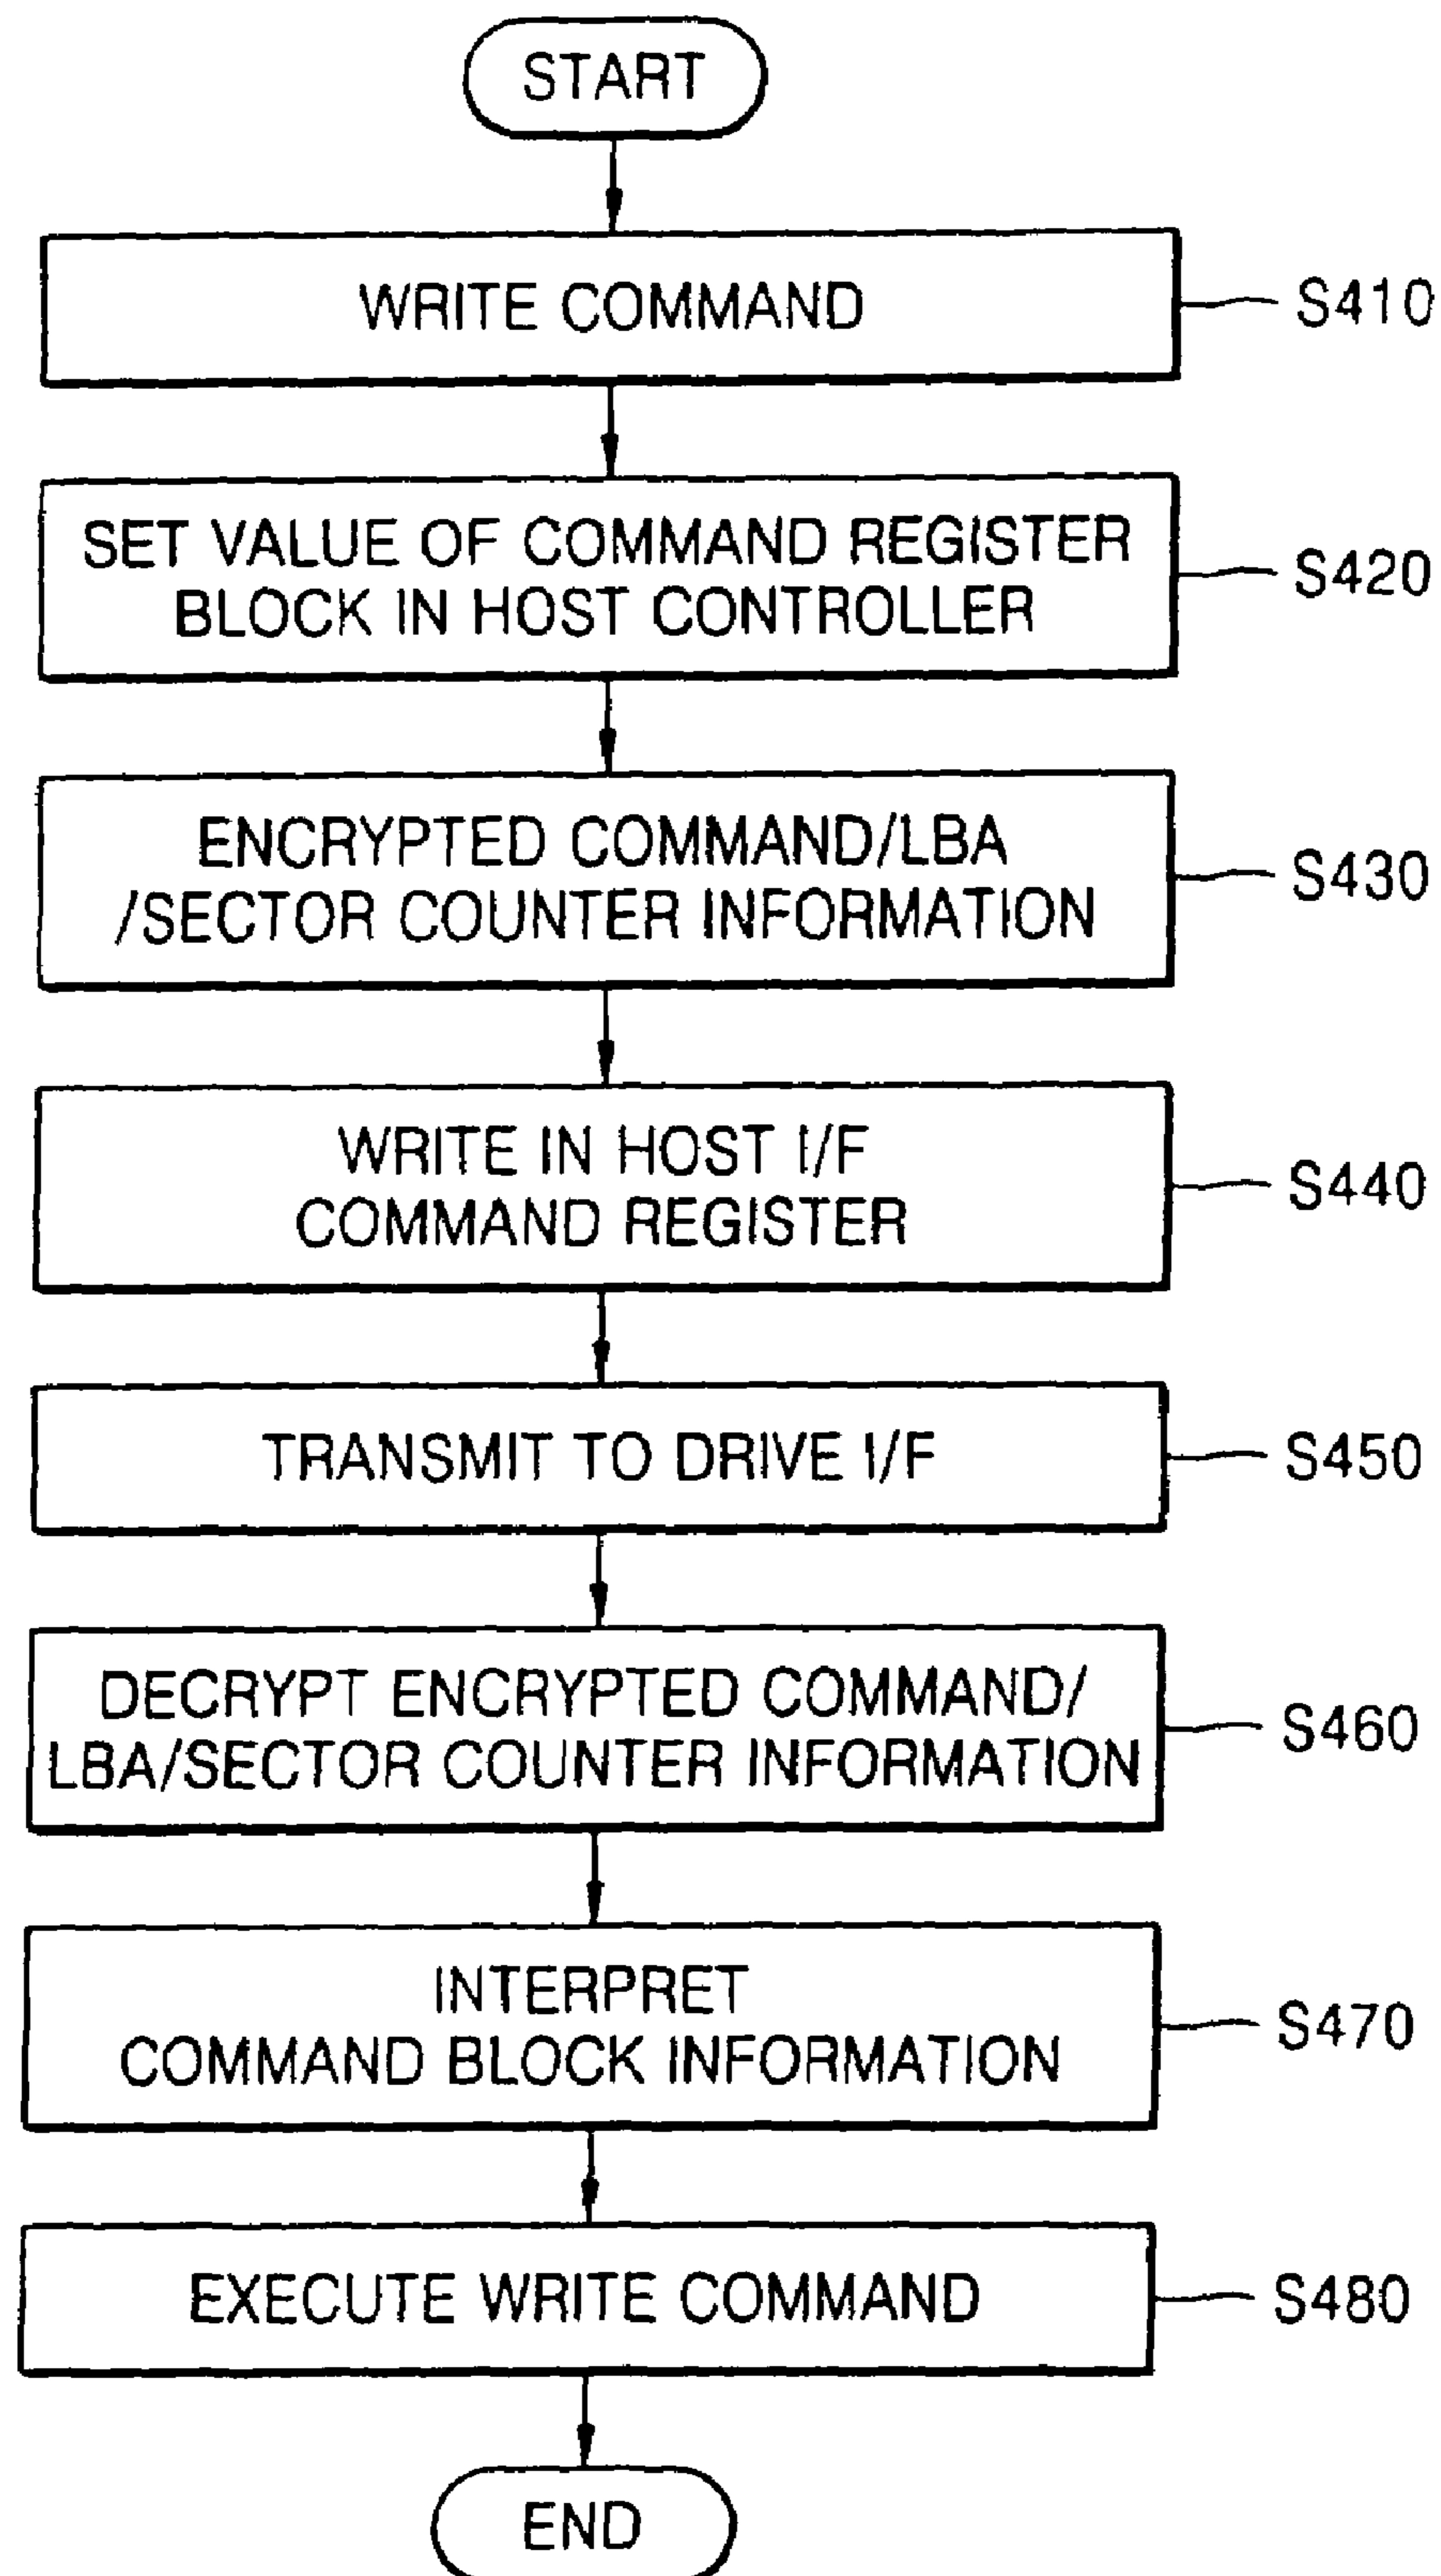 START
WRITE COMMAND
S410
SET VALUE OF COMMAND REGISTER
BLOCK IN HOST CONTROLLER
S420
ENCRYPTED COMMAND/LBA
/SECTOR COUNTER INFORMATION
S430
WRITE IN HOST I/F
COMMAND REGISTER
S440
TRANSMIT TO DRIVE I/F
S450
DECRYPT ENCRYPTED COMMAND/
LBA/SECTOR COUNTER INFORMATION
S460
INTERPRET
COMMAND BLOCK INFORMATION
S470
EXECUTE WRITE COMMAND
S480
END